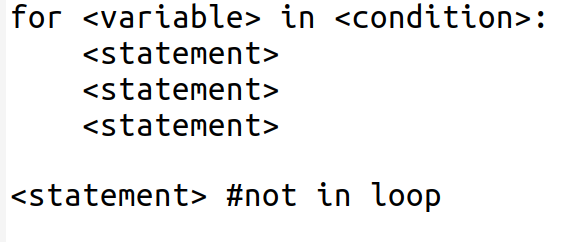 for <variable> in <condition>:
    <statement>
    <statement>
    <statement>

<statement> #not in loop